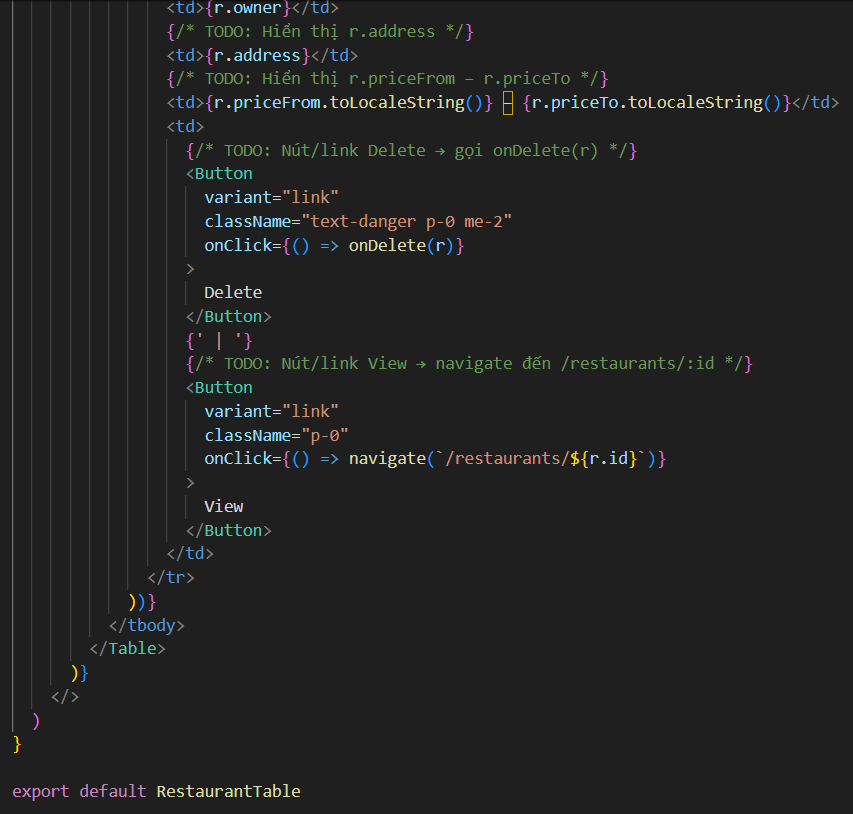 <td>{r.owner}</td>
{/* TODO: Hiển thị r.address */}
<td>{r.address}</td>
{/* TODO: Hiển thị r.priceFrom – r.priceTo */}
<td>{r.priceFrom.toLocaleString()} – {r.priceTo.toLocaleString()}</td>
<td>
{/* TODO: Nút/link Delete → gọi onDelete(r) */}
<Button
variant="link"
className="text-danger p-0 me-2"
onClick={() => onDelete(r)}
>
Delete
</Button>
{' | '}
{/* TODO: Nút/link View → navigate đến /restaurants/:id */}
<Button
variant="link"
className="p-0"
onClick={() => navigate(`/restaurants/${r.id}`)}
>
View
</Button>
</td>
</tr>
))}
</tbody>
</Table>
)}
</>
)
}
export default RestaurantTable